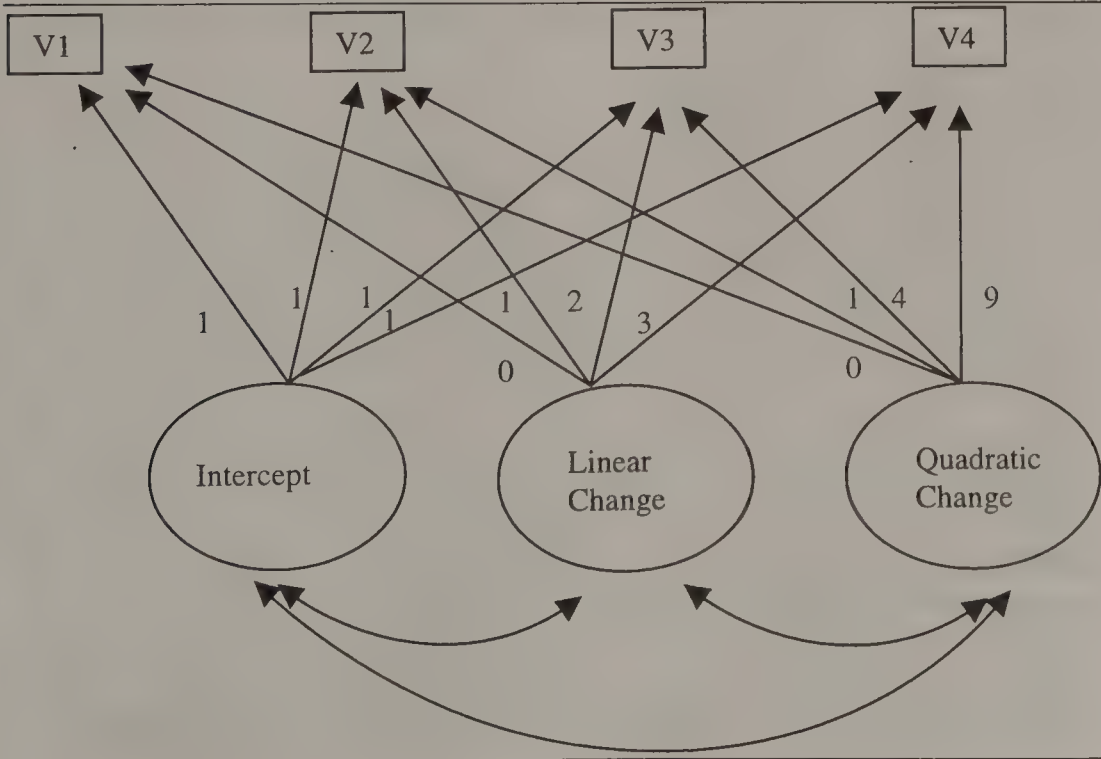 V1
V2
V3
V4
1
1
1
1
1
0
2
3
1
0
4
9
Intercept
Linear
Change
Quadratic
Change